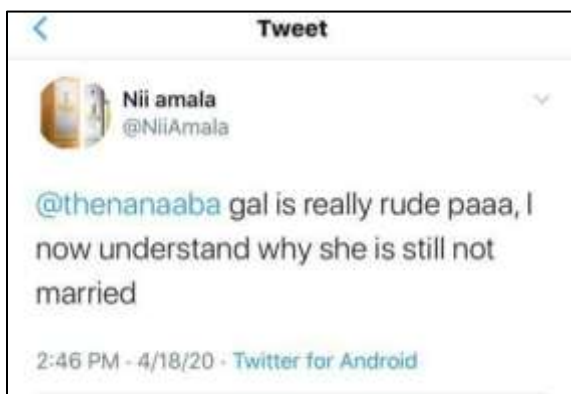 Tweet
Nii amala
@NiiAmala
@thenanaaba gal is really rude paaa, I
now understand why she is still not
married
2:46 PM - 4/18/20 · Twitter for Android